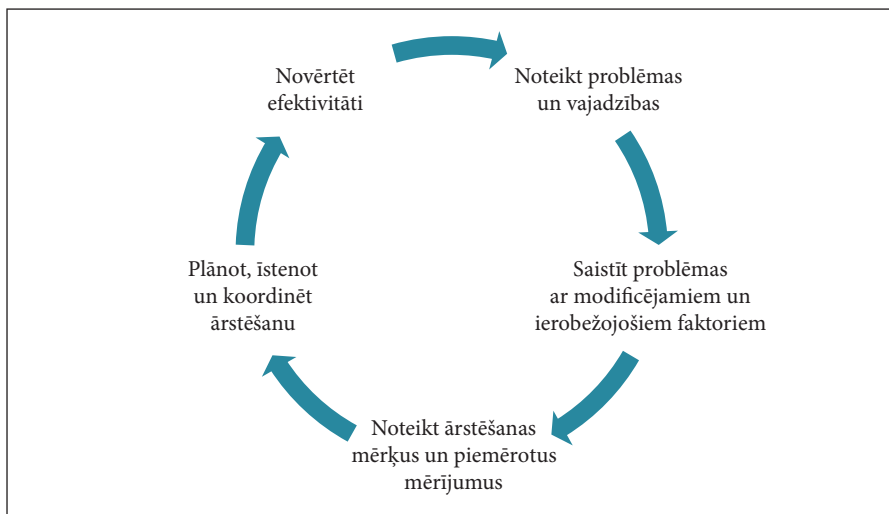 Novērtēt
efektivitāti
Noteikt problēmas
un vajadzības
Saistīt problēmas
ar modificējamiem un
ierobežojošiem faktoriem
Noteikt ārstēšanas
mērķus un piemērotus
mērījumus
Plānot, īstenot
un koordinēt
ārstēšanu